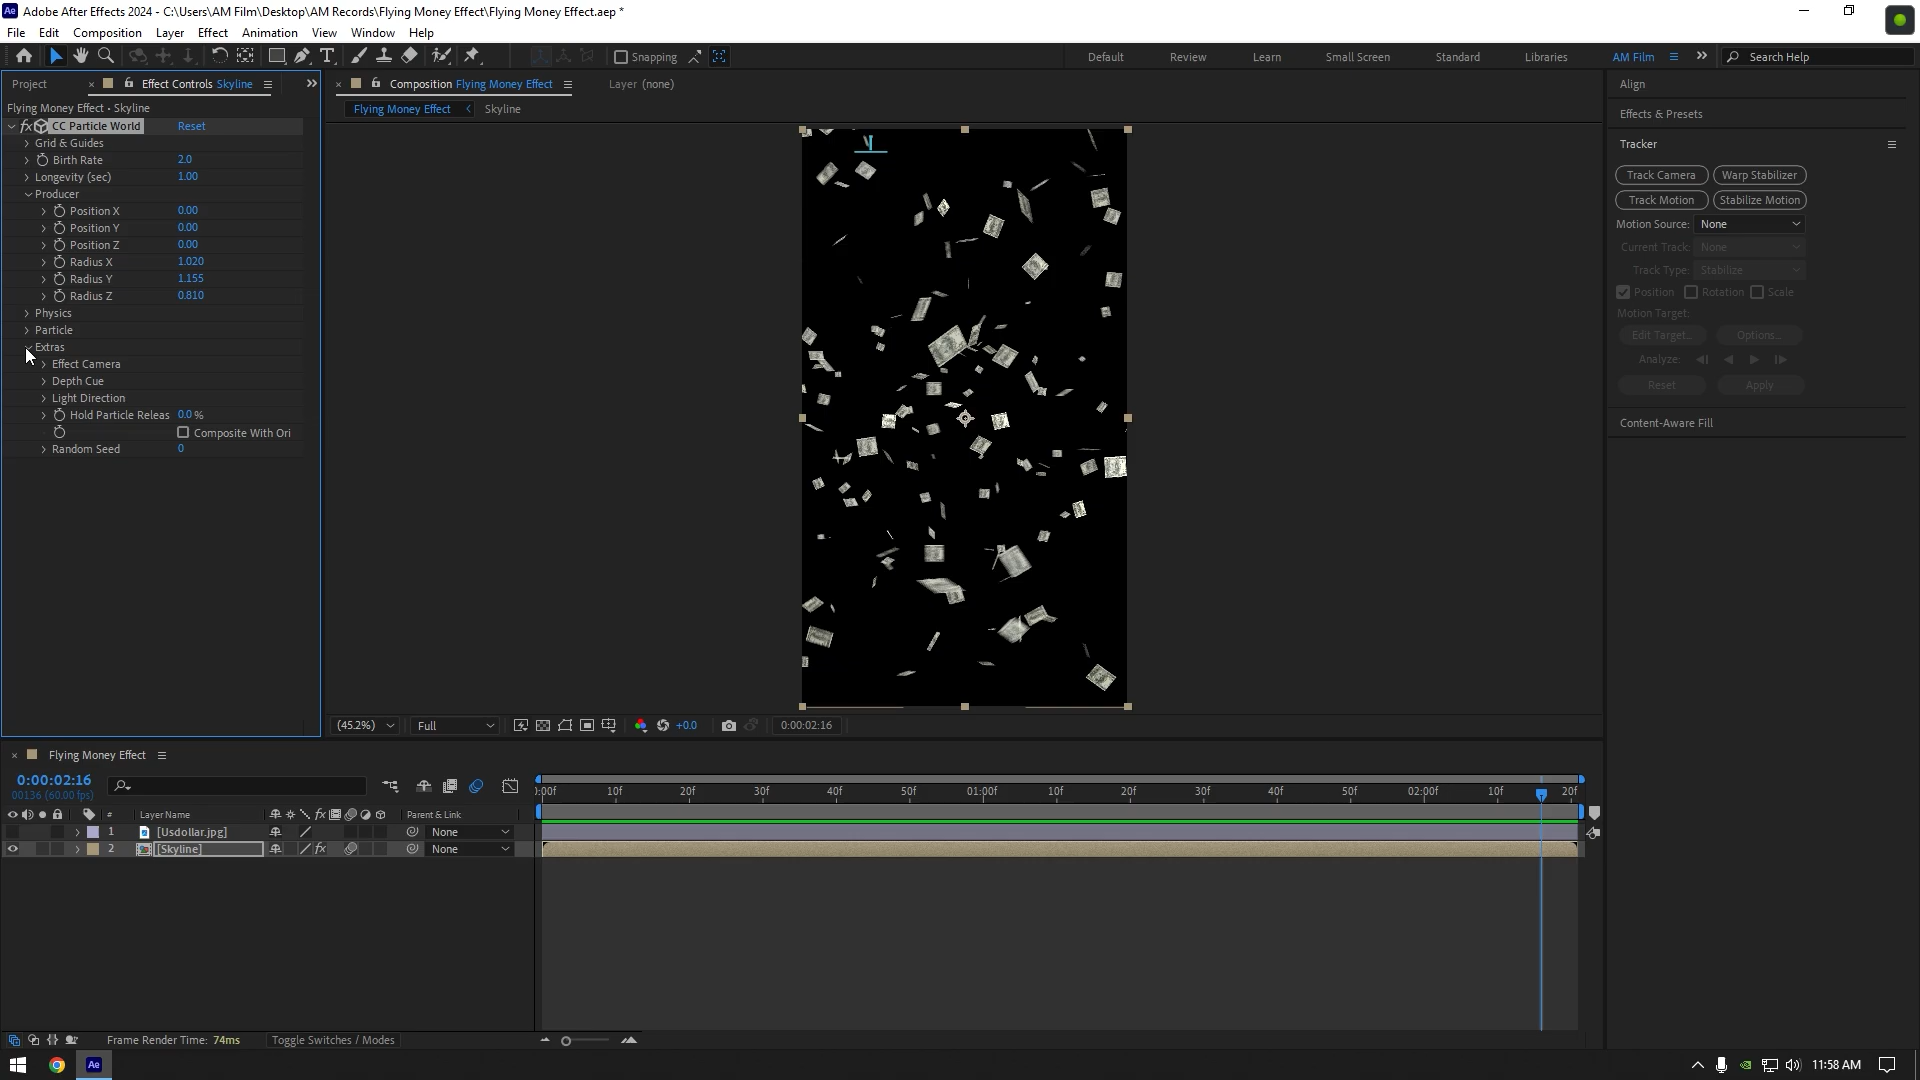 Adobe After Effects 2024 - C:\Users\AM Film\Desktop\AM Records\Flying Money Effect\Flying Money Effect.aep *
File Edit Composition Layer Effect Animation View Window Help
Snapping
Default Review Learn Small Screen Standard Libraries AM Film Search Help
Project Effect Controls Skyline
Flying Money Effect • Skyline
fx CC Particle World Reset
Grid & Guides
Birth Rate 2.0
Longevity (sec) 1.00
Producer
Position X 0.00
Position Y 0.00
Position Z 0.00
Radius X 1.020
Radius Y 1.155
Radius Z 0.810
Physics
Particle
Extras
Effect Camera
Depth Cue
Light Direction
Hold Particle Releas 0.0 %
Composite With Ori
Random Seed 0
Composition Flying Money Effect Layer (none)
Flying Money Effect Skyline
(45.2%) Full +0.0 0:00:02:16
Align
Effects & Presets
Tracker
Track Camera Warp Stabilizer
Track Motion Stabilize Motion
Motion Source: None
Current Track: None
Track Type: Stabilize
Position Rotation Scale
Motion Target:
Edit Target... Options...
Analyze:
Reset Apply
Content-Aware Fill
Flying Money Effect
0:00:02:16
00136 (60.00 fps)
# Layer Name fx Parent & Link
1 [Usdollar.jpg] None
2 [Skyline] fx None
):00f 10f 20f 30f 40f 50f 01:00f 10f 20f 30f 40f 50f 02:00f 10f 20f
Frame Render Time: 74ms Toggle Switches / Modes
Ae 11:58 AM